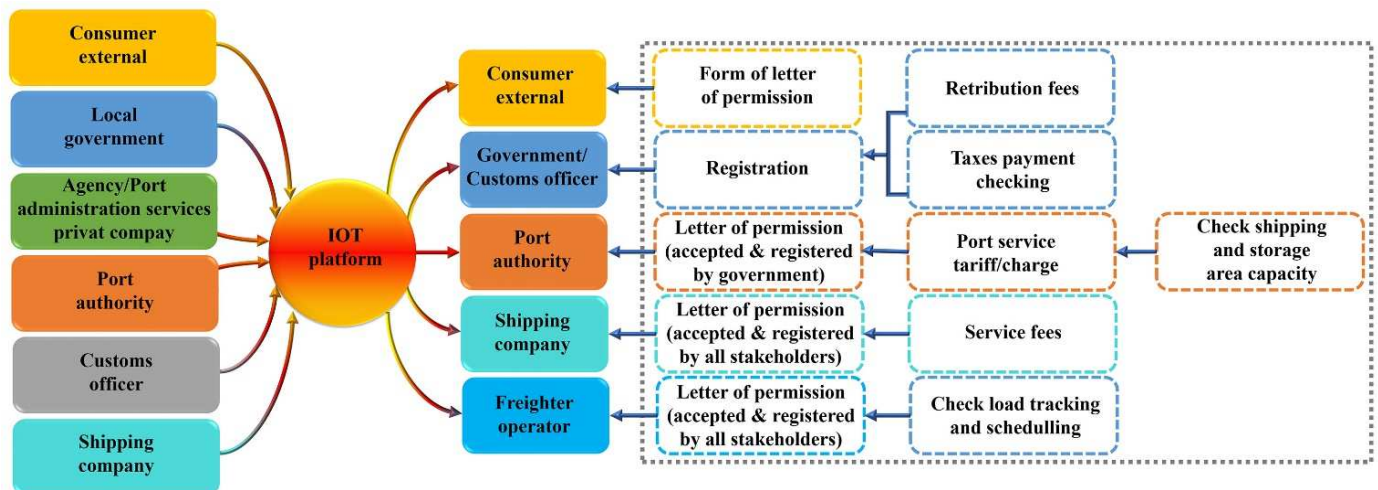 Consumer
external
Local
government
Agency/Port
administration services
privat compay
Port
authority
Customs
officer
Shipping
company
IOT
platform
Consumer
external
Government/
Customs officer
Port
authority
Shipping
company
Freighter
operator
Form of letter
of permission
Registration
Letter of permission
(accepted & registered
by government)
Letter of permission
(accepted & registered
by all stakeholders)
Letter of permission
(accepted & registered
by all stakeholders)
Retribution fees
Taxes payment
checking
Port service
tariff/charge
Service fees
Check load tracking
and schedulling
Check shipping
and storage
area capacity